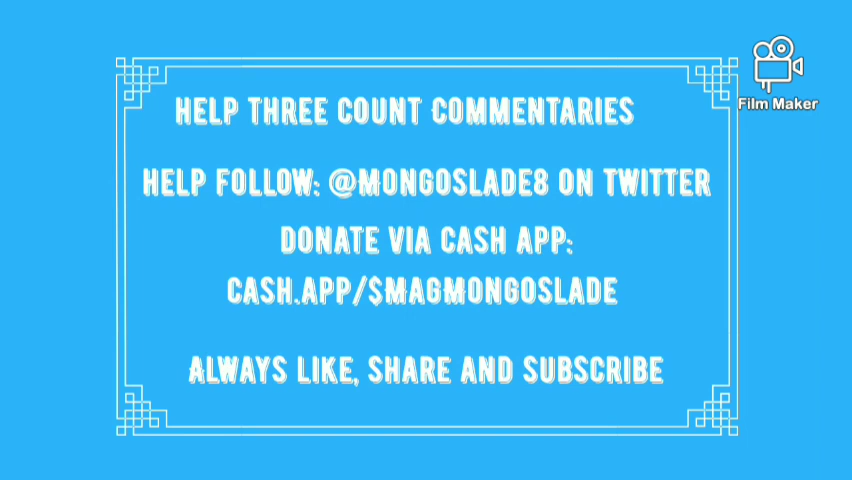 Film Maker
HELP THREE COUNT COMMENTARIES
HELP FOLLOW: @MONGOSLADE8 ON TWITTER
DONATE VIA CASH APP:
CASH.APP/$MAGMONGOSLADE
ALWAYS LIKE, SHARE AND SUBSCRIBE